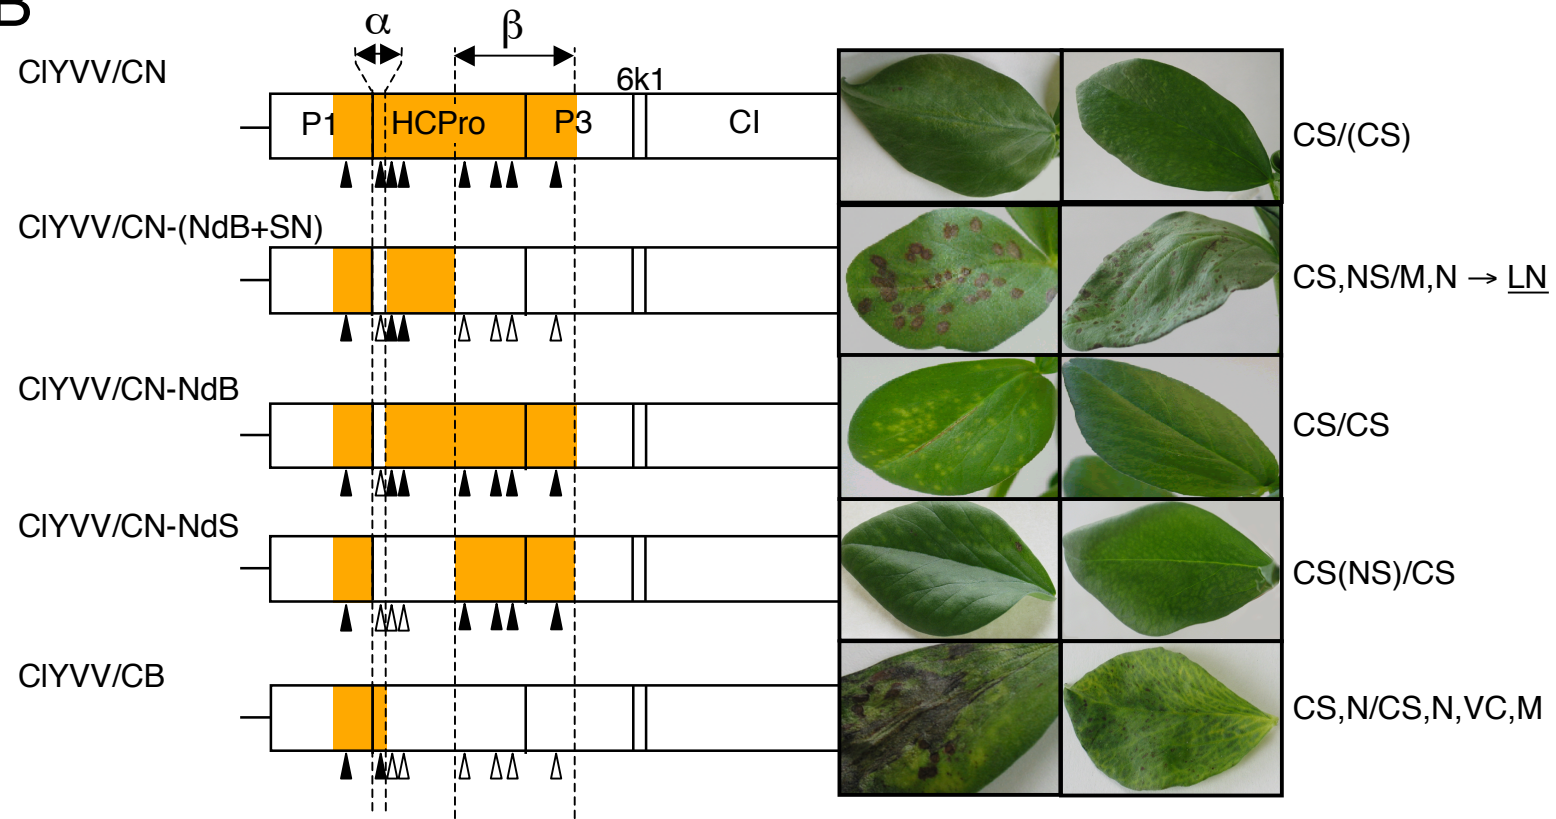 B
α
β
ClYVV/CN
6k1
P1
HCPro
P3
CI
CS/(CS)
ClYVV/CN-(NdB+SN)
CS,NS/M,N → LN
ClYVV/CN-NdB
CS/CS
ClYVV/CN-NdS
CS(NS)/CS
ClYVV/CB
CS,N/CS,N,VC,M